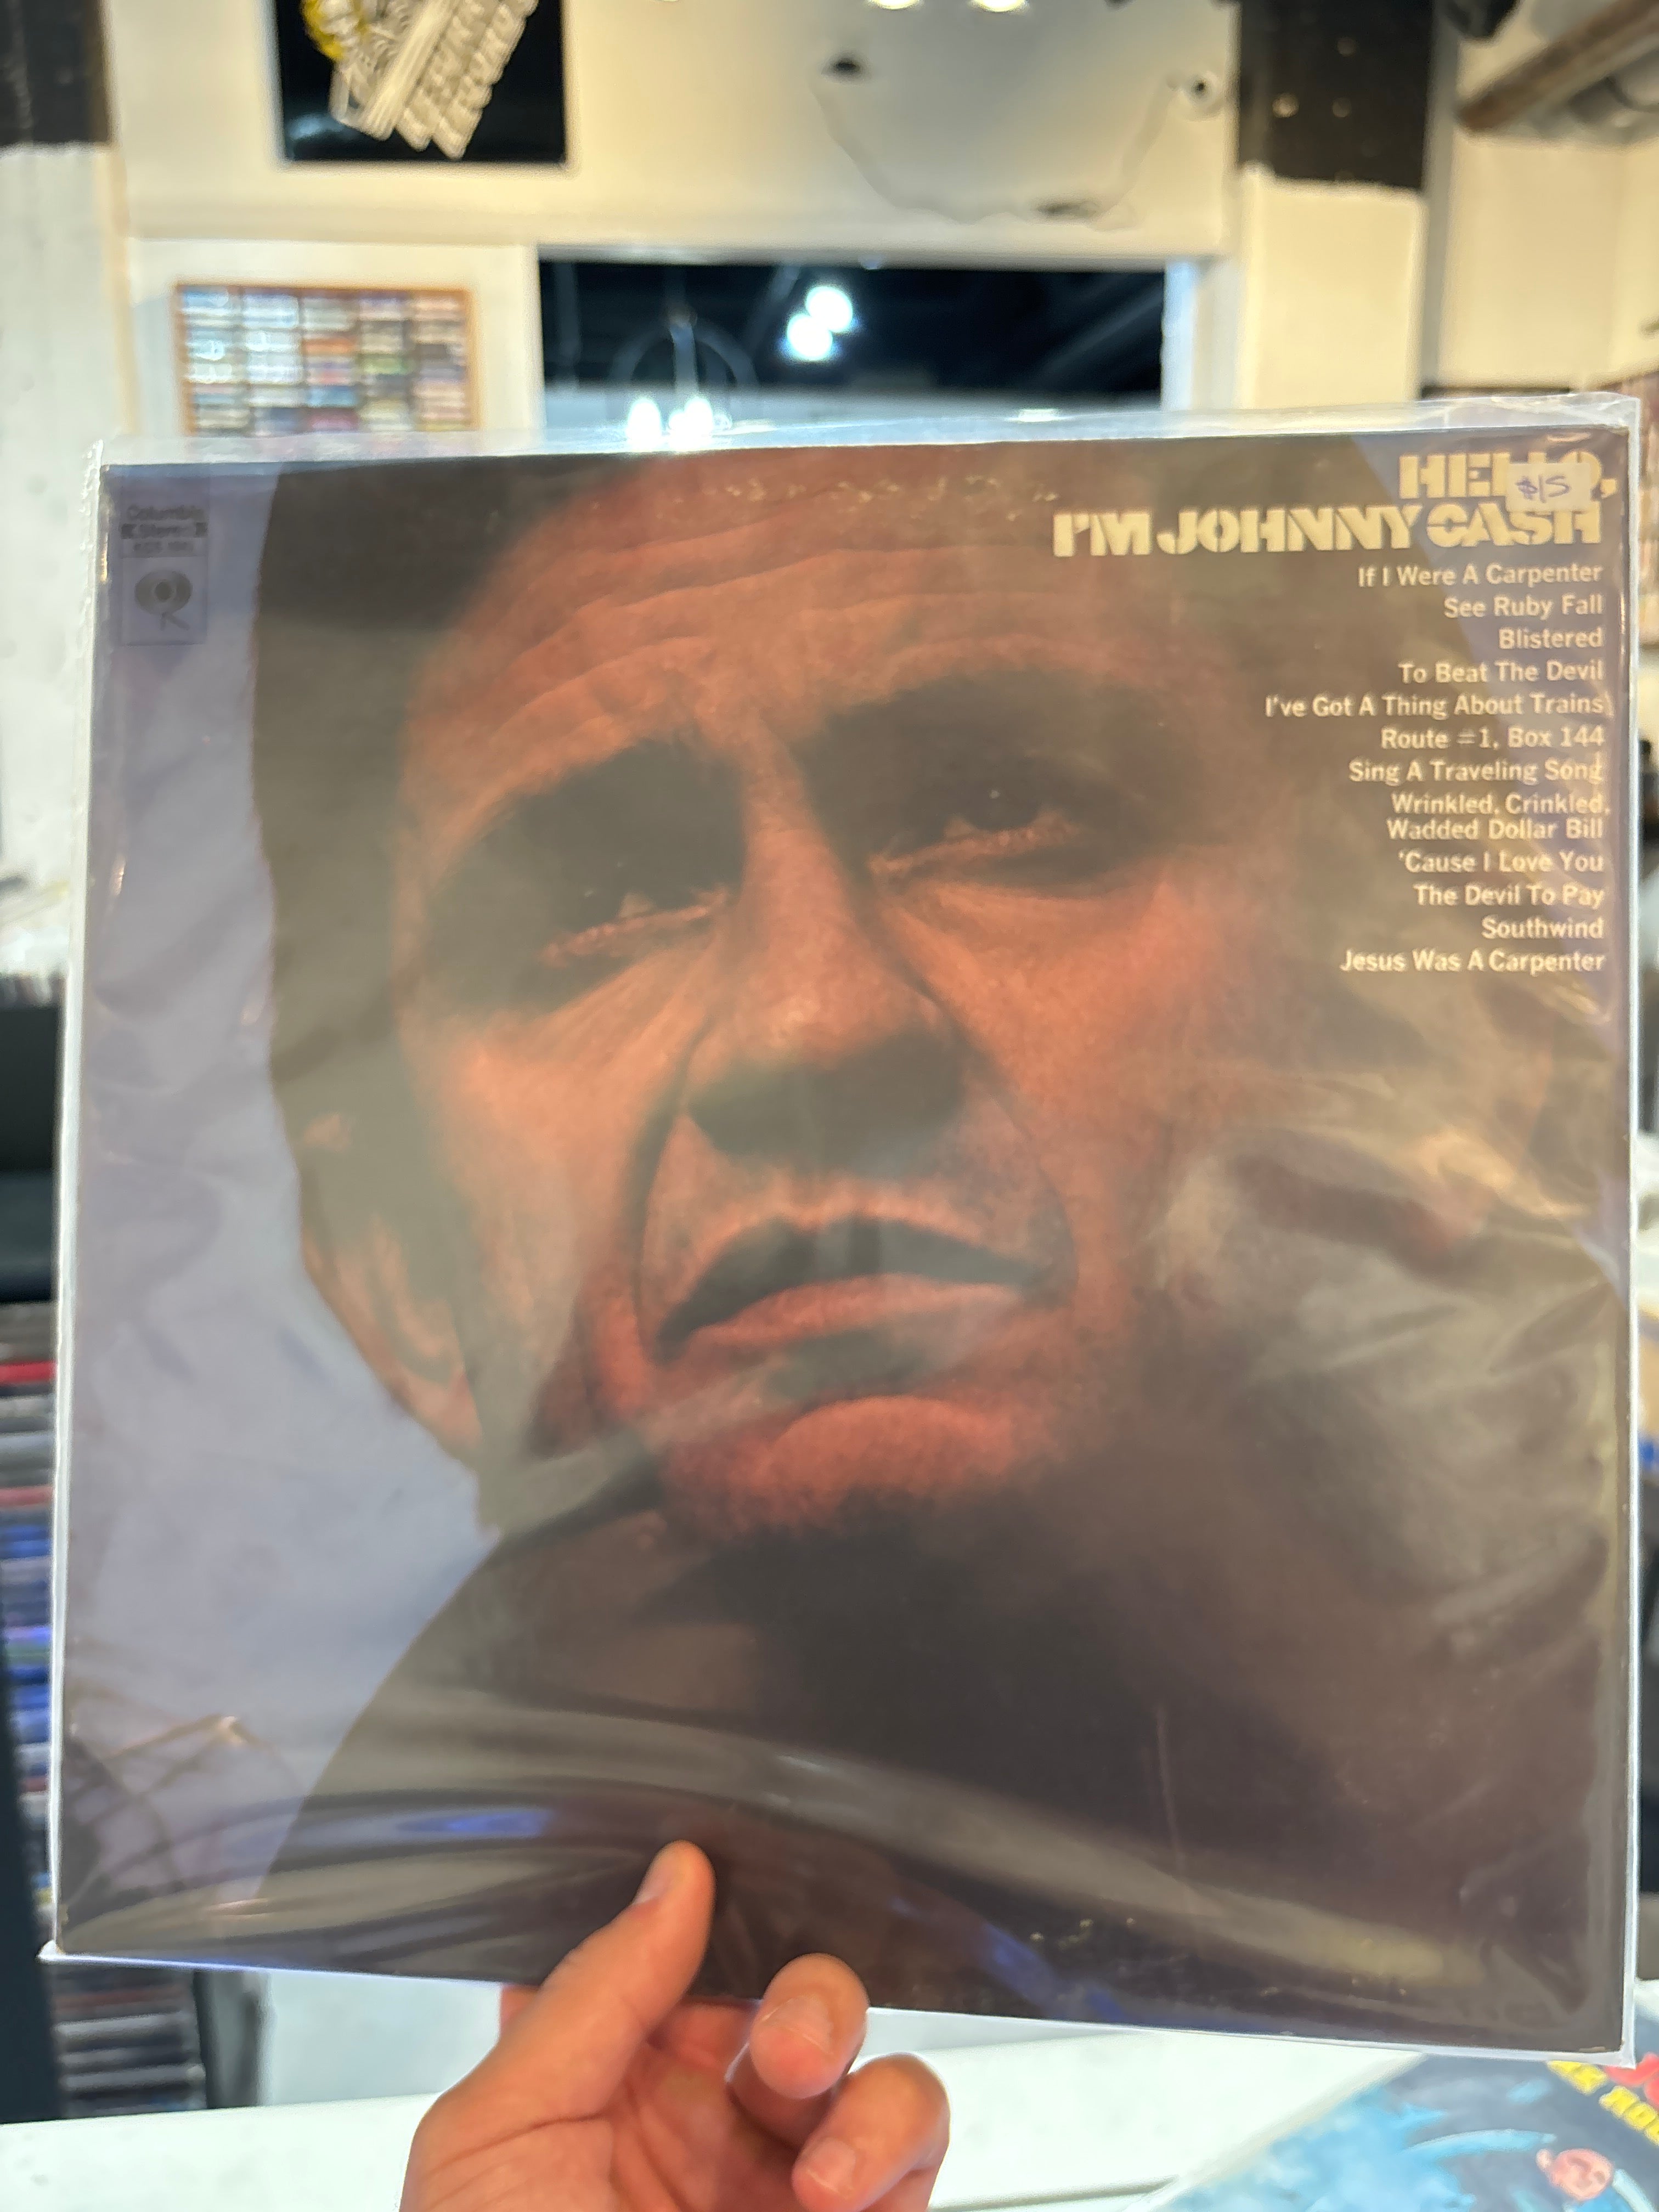 HELLO,
$15
I'M JOHNNY CASH
If I Were A Carpenter
See Ruby Fall
Blistered
To Beat The Devil
I've Got A Thing About Trains
Route #1, Box 144
Sing A Traveling Song
Wrinkled, Crinkled,
Wadded Dollar Bill
'Cause I Love You
The Devil To Pay
Southwind
Jesus Was A Carpenter
Columbia
Stereo